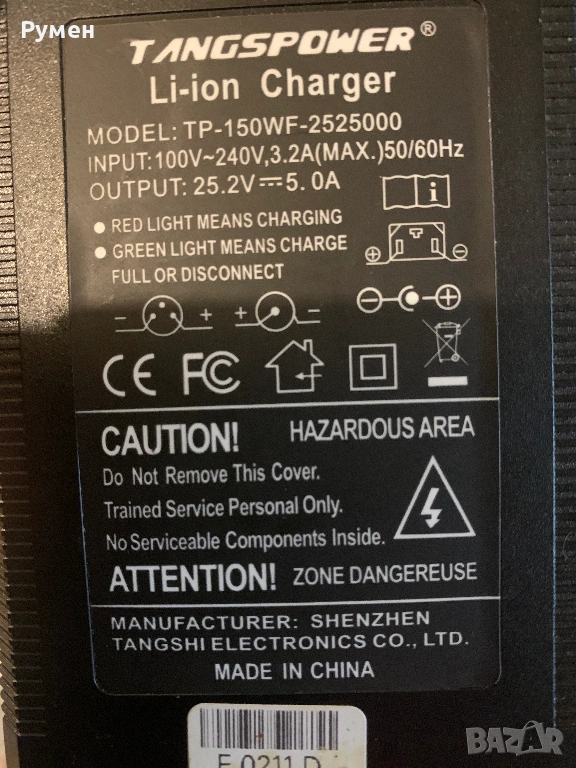 Румен
TANGSPOWER®
Li-ion Charger
MODEL: TP-150WF-2525000
INPUT:100V~240V,3.2A(MAX.)50/60Hz
OUTPUT: 25.2V⎓5.0A
● RED LIGHT MEANS CHARGING
● GREEN LIGHT MEANS CHARGE
FULL OR DISCONNECT
CE FC
CAUTION! HAZARDOUS AREA
Do Not Remove This Cover.
Trained Service Personal Only.
No Serviceable Components Inside.
ATTENTION! ZONE DANGEREUSE
MANUFACTURER: SHENZHEN
TANGSHI ELECTRONICS CO., LTD.
MADE IN CHINA
BAZAR